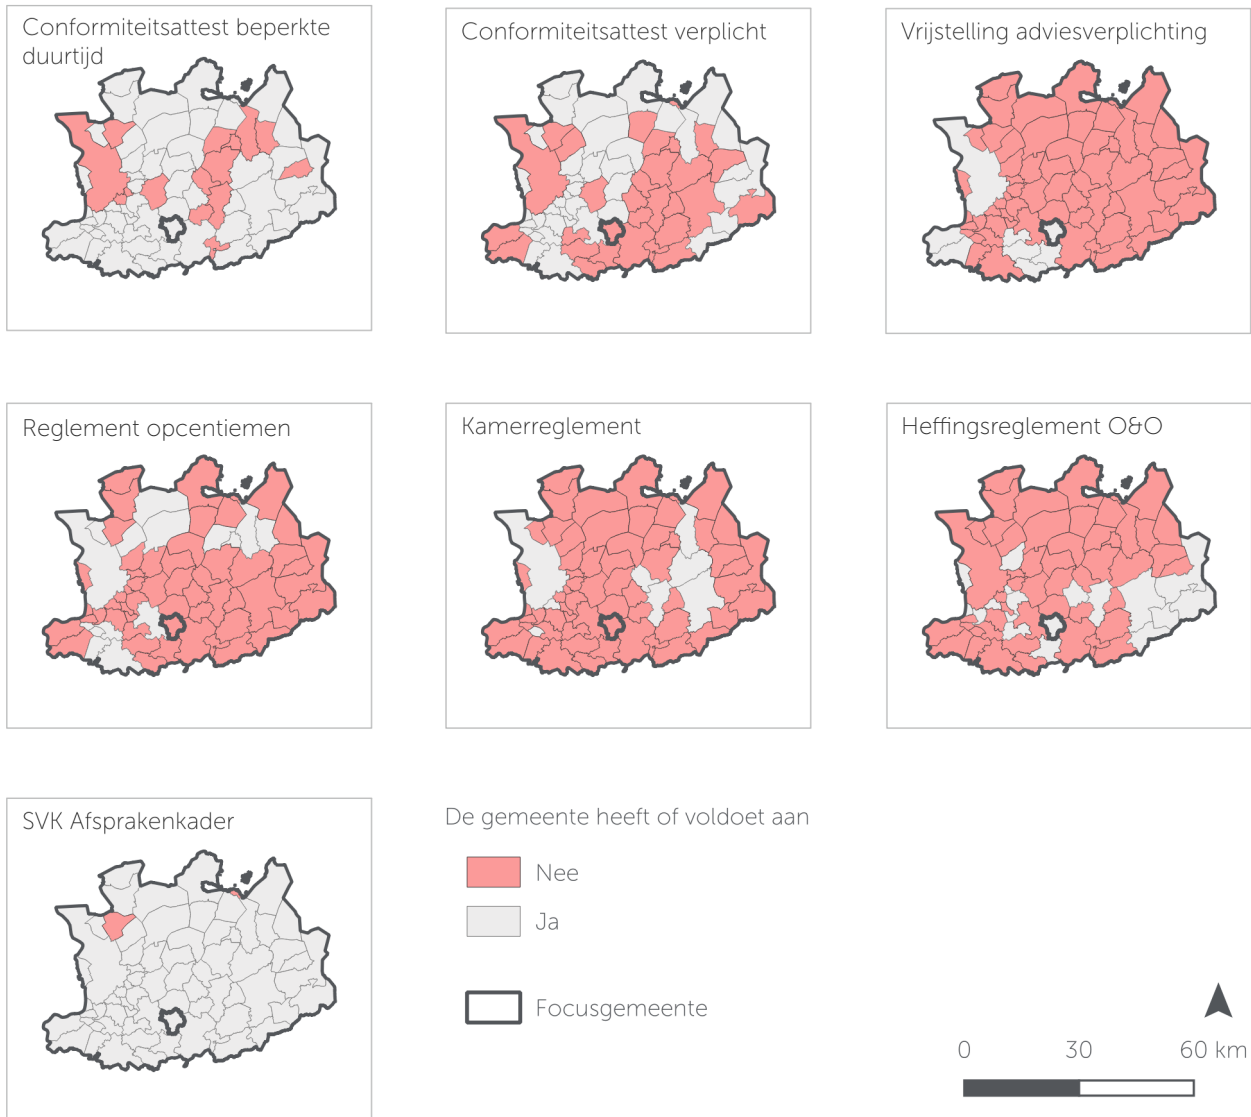 Conformiteitsattest beperkte
duurtijd
Conformiteitsattest verplicht
Vrijstelling adviesverplichting
Reglement opcentiemen
Kamerreglement
Heffingsreglement O&O
SVK Afsprakenkader
De gemeente heeft of voldoet aan
Nee
Ja
Focusgemeente
0 30 60 km